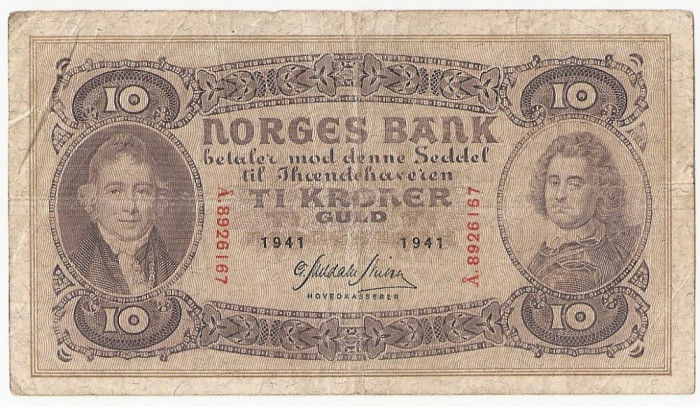 10 10
NORGES BANK
betaler mod denne Seddel
til Ihændehaveren
TI KRONER
GULD
Å.8926167
Å.8926167
1941 1941
HOVEDKASSERER
10 10